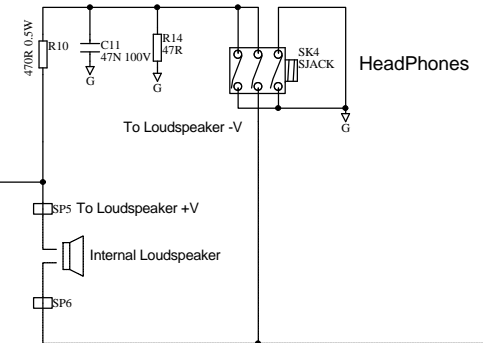 470R 0.5W
R10
C11
47N 100V
G
R14
47R
G
SK4
SJACK
HeadPhones
G
To Loudspeaker -V
SP5 To Loudspeaker +V
Internal Loudspeaker
SP6